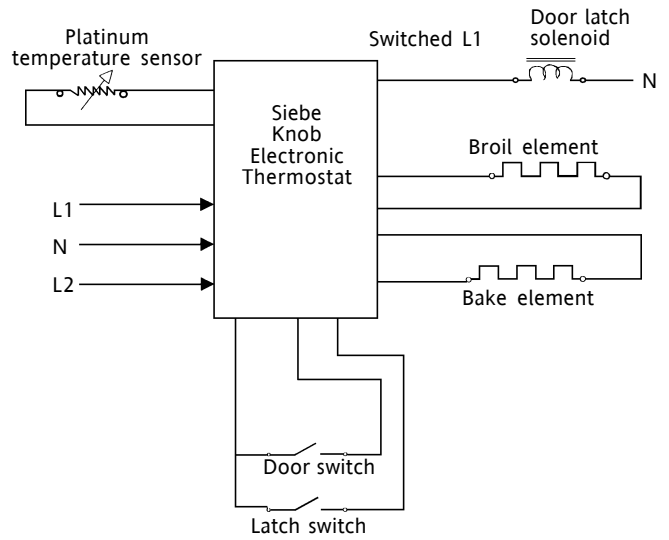 Platinum
temperature sensor
Switched L1
Door latch
solenoid
N
Siebe
Knob
Electronic
Thermostat
Broil element
L1
N
L2
Bake element
Door switch
Latch switch